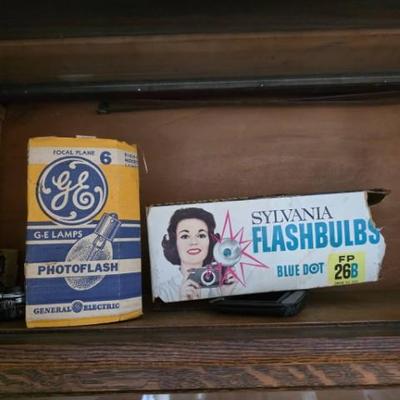 FOCAL PLANE 6
GE
G-E LAMPS
PHOTOFLASH
GENERAL ELECTRIC
SYLVANIA
FLASHBULBS
BLUE DOT
FP
26B